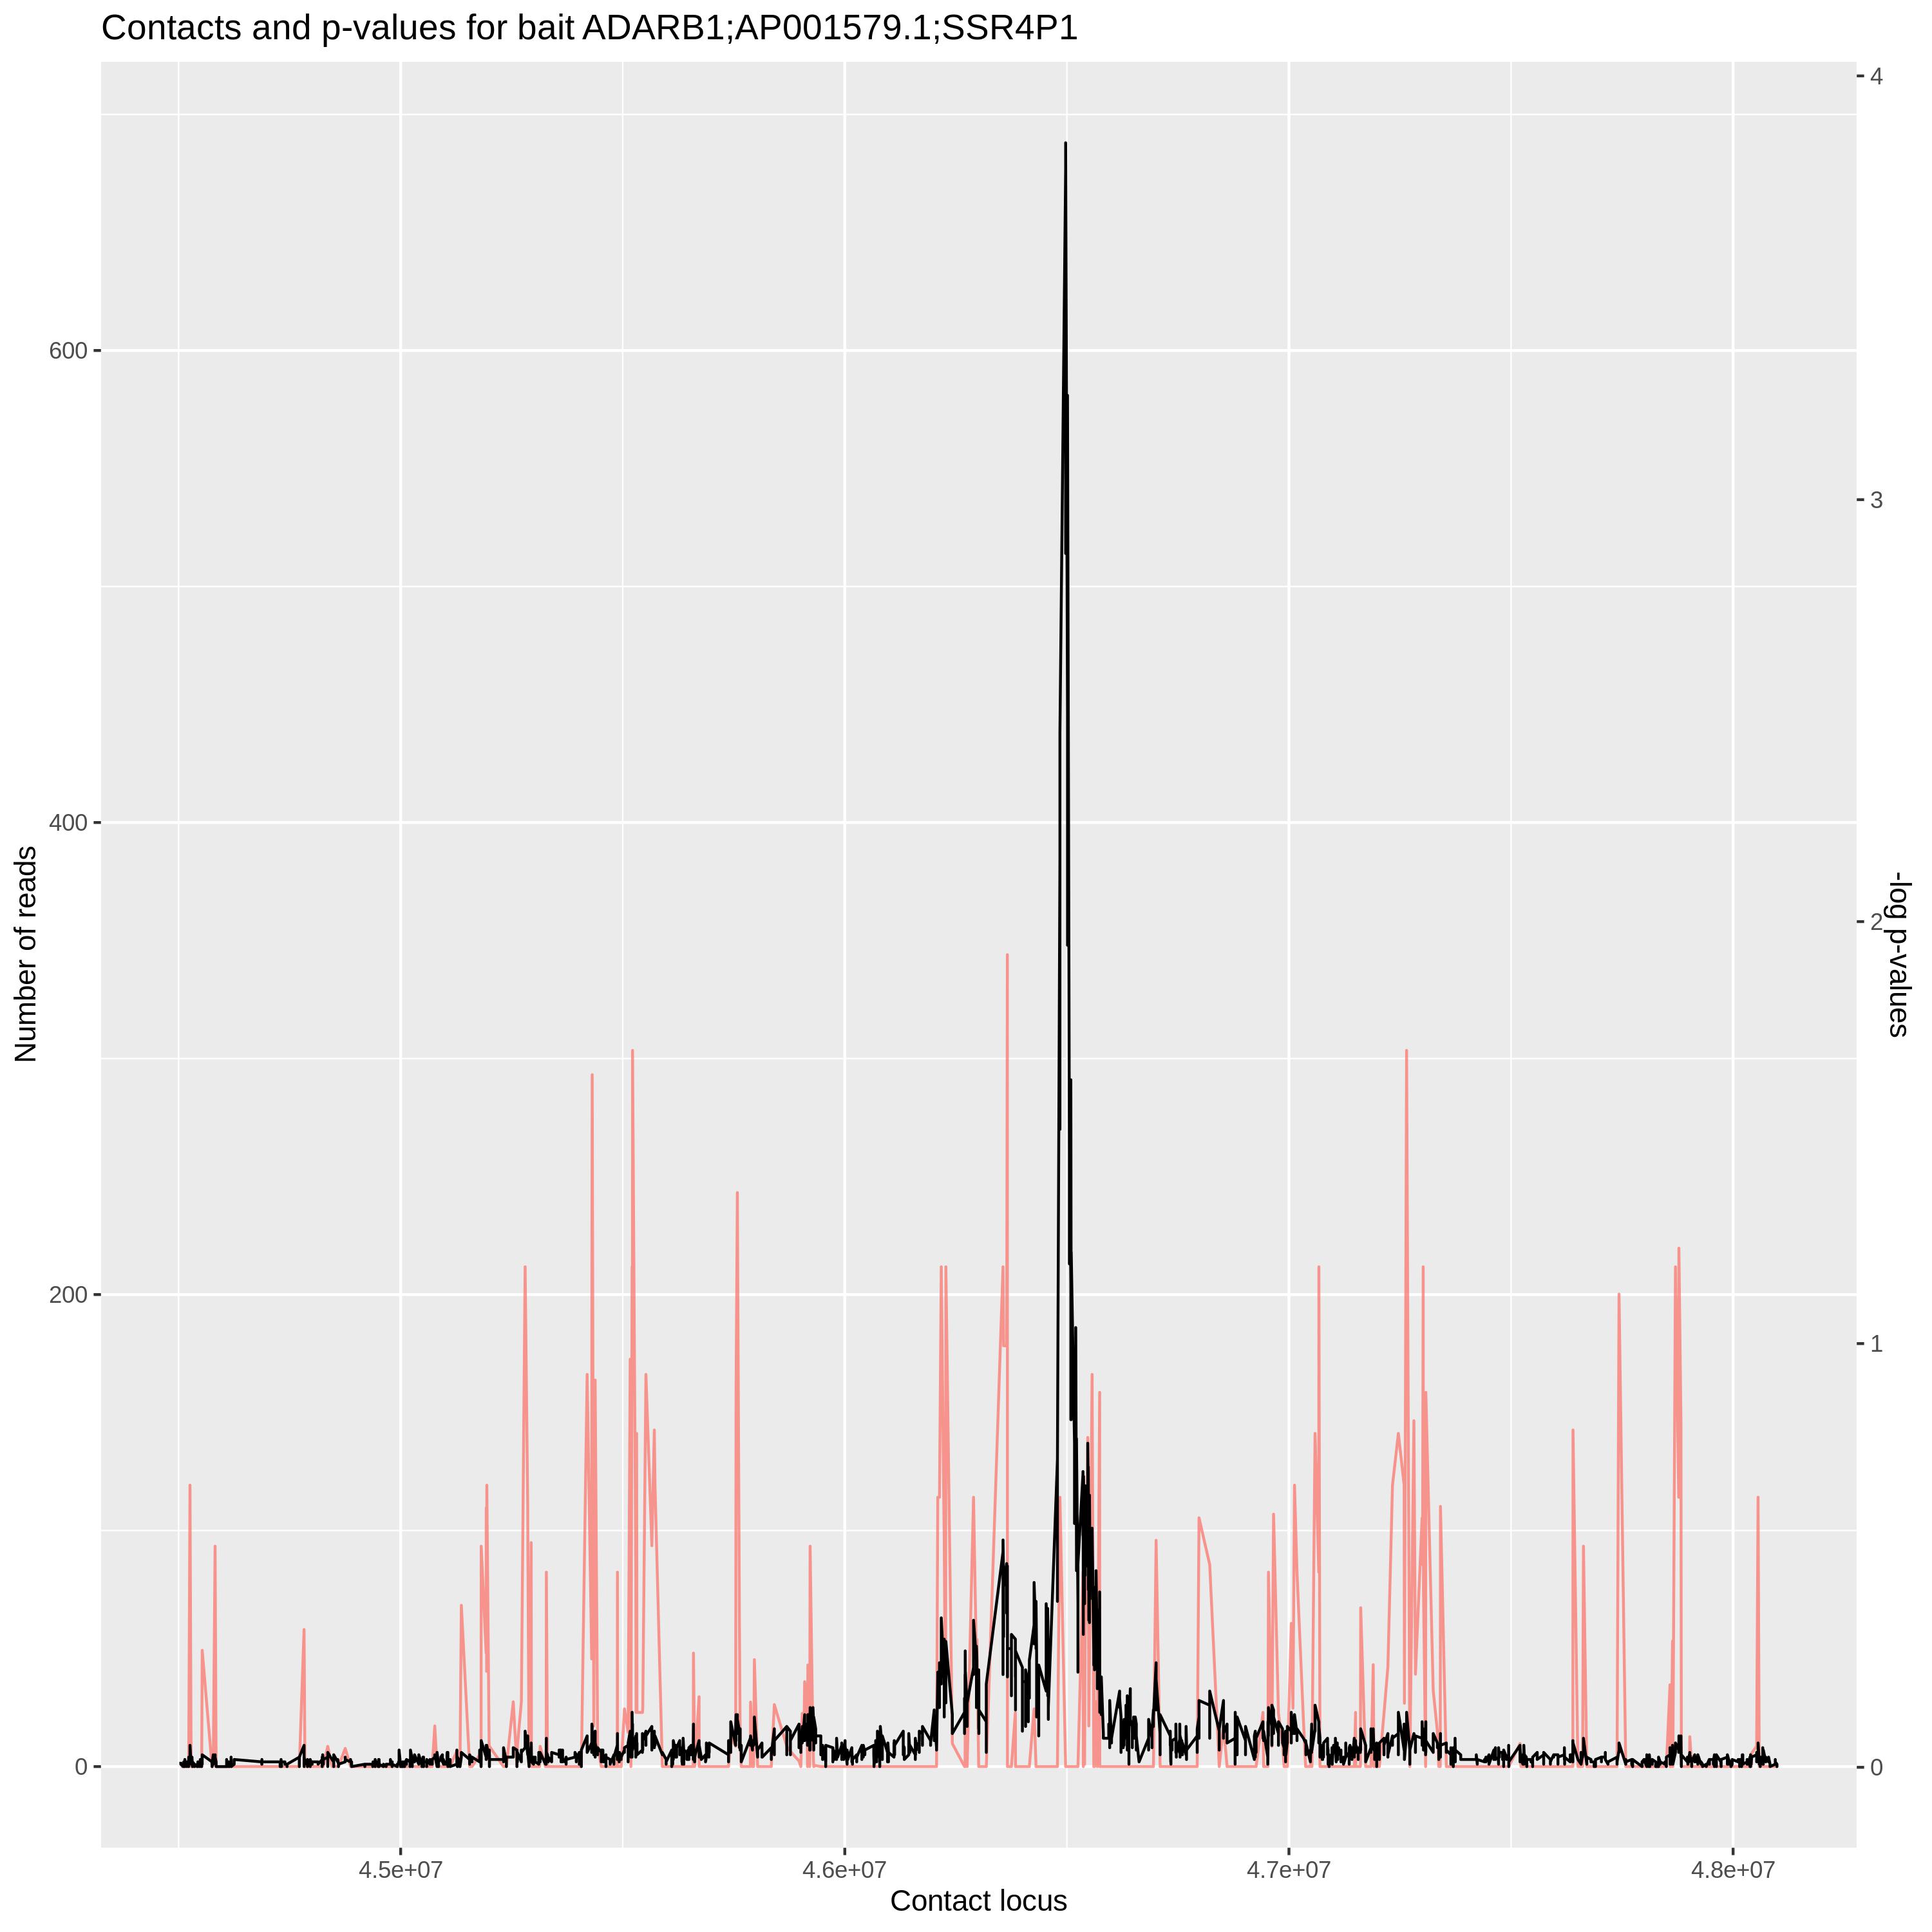 Contacts and p-values for bait ADARB1;AP001579.1;SSR4P1
4
600
3
400
Number of reads
2
-log p-values
200
1
0
0
4.5e+07
4.6e+07
4.7e+07
4.8e+07
Contact locus